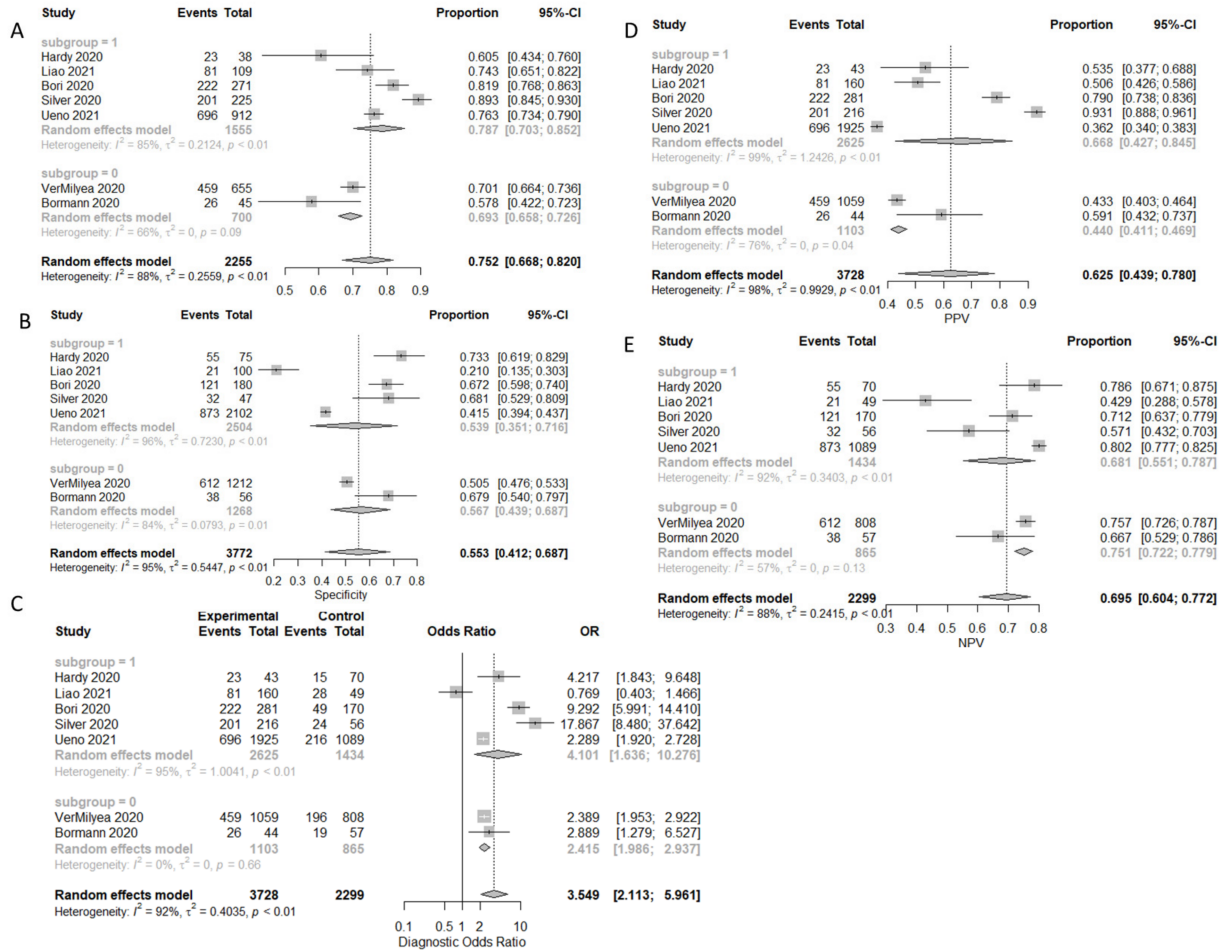 A
Study Events Total Proportion 95%-CI
subgroup = 1
Hardy 2020 23 38 0.605 [0.434; 0.760]
Liao 2021 81 109 0.743 [0.651; 0.822]
Bori 2020 222 271 0.819 [0.768; 0.863]
Silver 2020 201 225 0.893 [0.845; 0.930]
Ueno 2021 696 912 0.763 [0.734; 0.790]
Random effects model 1555 0.787 [0.703; 0.852]
Heterogeneity: I² = 85%, τ² = 0.2124, p < 0.01
subgroup = 0
VerMilyea 2020 459 655 0.701 [0.664; 0.736]
Bormann 2020 26 45 0.578 [0.422; 0.723]
Random effects model 700 0.693 [0.658; 0.726]
Heterogeneity: I² = 66%, τ² = 0, p = 0.09
Random effects model 2255 0.752 [0.668; 0.820]
Heterogeneity: I² = 88%, τ² = 0.2559, p < 0.01
0.5 0.6 0.7 0.8 0.9
B
Study Events Total Proportion 95%-CI
subgroup = 1
Hardy 2020 55 75 0.733 [0.619; 0.829]
Liao 2021 21 100 0.210 [0.135; 0.303]
Bori 2020 121 180 0.672 [0.598; 0.740]
Silver 2020 32 47 0.681 [0.529; 0.809]
Ueno 2021 873 2102 0.415 [0.394; 0.437]
Random effects model 2504 0.539 [0.351; 0.716]
Heterogeneity: I² = 96%, τ² = 0.7230, p < 0.01
subgroup = 0
VerMilyea 2020 612 1212 0.505 [0.476; 0.533]
Bormann 2020 38 56 0.679 [0.540; 0.797]
Random effects model 1268 0.567 [0.439; 0.687]
Heterogeneity: I² = 84%, τ² = 0.0793, p = 0.01
Random effects model 3772 0.553 [0.412; 0.687]
Heterogeneity: I² = 95%, τ² = 0.5447, p < 0.01
0.2 0.3 0.4 0.5 0.6 0.7 0.8
Specificity
C
Experimental Control
Study Events Total Events Total Odds Ratio OR
subgroup = 1
Hardy 2020 23 43 15 70 4.217 [1.843; 9.648]
Liao 2021 81 160 28 49 0.769 [0.403; 1.466]
Bori 2020 222 281 49 170 9.292 [5.991; 14.410]
Silver 2020 201 216 24 56 17.867 [8.480; 37.642]
Ueno 2021 696 1925 216 1089 2.289 [1.920; 2.728]
Random effects model 2625 1434 4.101 [1.636; 10.276]
Heterogeneity: I² = 95%, τ² = 1.0041, p < 0.01
subgroup = 0
VerMilyea 2020 459 1059 196 808 2.389 [1.953; 2.922]
Bormann 2020 26 44 19 57 2.889 [1.279; 6.527]
Random effects model 1103 865 2.415 [1.986; 2.937]
Heterogeneity: I² = 0%, τ² = 0, p = 0.66
Random effects model 3728 2299 3.549 [2.113; 5.961]
Heterogeneity: I² = 92%, τ² = 0.4035, p < 0.01
0.1 0.5 1 2 10
Diagnostic Odds Ratio
D
Study Events Total Proportion 95%-CI
subgroup = 1
Hardy 2020 23 43 0.535 [0.377; 0.688]
Liao 2021 81 160 0.506 [0.426; 0.586]
Bori 2020 222 281 0.790 [0.738; 0.836]
Silver 2020 201 216 0.931 [0.888; 0.961]
Ueno 2021 696 1925 0.362 [0.340; 0.383]
Random effects model 2625 0.668 [0.427; 0.845]
Heterogeneity: I² = 99%, τ² = 1.2426, p < 0.01
subgroup = 0
VerMilyea 2020 459 1059 0.433 [0.403; 0.464]
Bormann 2020 26 44 0.591 [0.432; 0.737]
Random effects model 1103 0.440 [0.411; 0.469]
Heterogeneity: I² = 76%, τ² = 0, p = 0.04
Random effects model 3728 0.625 [0.439; 0.780]
Heterogeneity: I² = 98%, τ² = 0.9929, p < 0.01
0.4 0.5 0.6 0.7 0.8 0.9
PPV
E
Study Events Total Proportion 95%-CI
subgroup = 1
Hardy 2020 55 70 0.786 [0.671; 0.875]
Liao 2021 21 49 0.429 [0.288; 0.578]
Bori 2020 121 170 0.712 [0.637; 0.779]
Silver 2020 32 56 0.571 [0.432; 0.703]
Ueno 2021 873 1089 0.802 [0.777; 0.825]
Random effects model 1434 0.681 [0.551; 0.787]
Heterogeneity: I² = 92%, τ² = 0.3403, p < 0.01
subgroup = 0
VerMilyea 2020 612 808 0.757 [0.726; 0.787]
Bormann 2020 38 57 0.667 [0.529; 0.786]
Random effects model 865 0.751 [0.722; 0.779]
Heterogeneity: I² = 57%, τ² = 0, p = 0.13
Random effects model 2299 0.695 [0.604; 0.772]
Heterogeneity: I² = 88%, τ² = 0.2415, p < 0.01
0.3 0.4 0.5 0.6 0.7 0.8
NPV